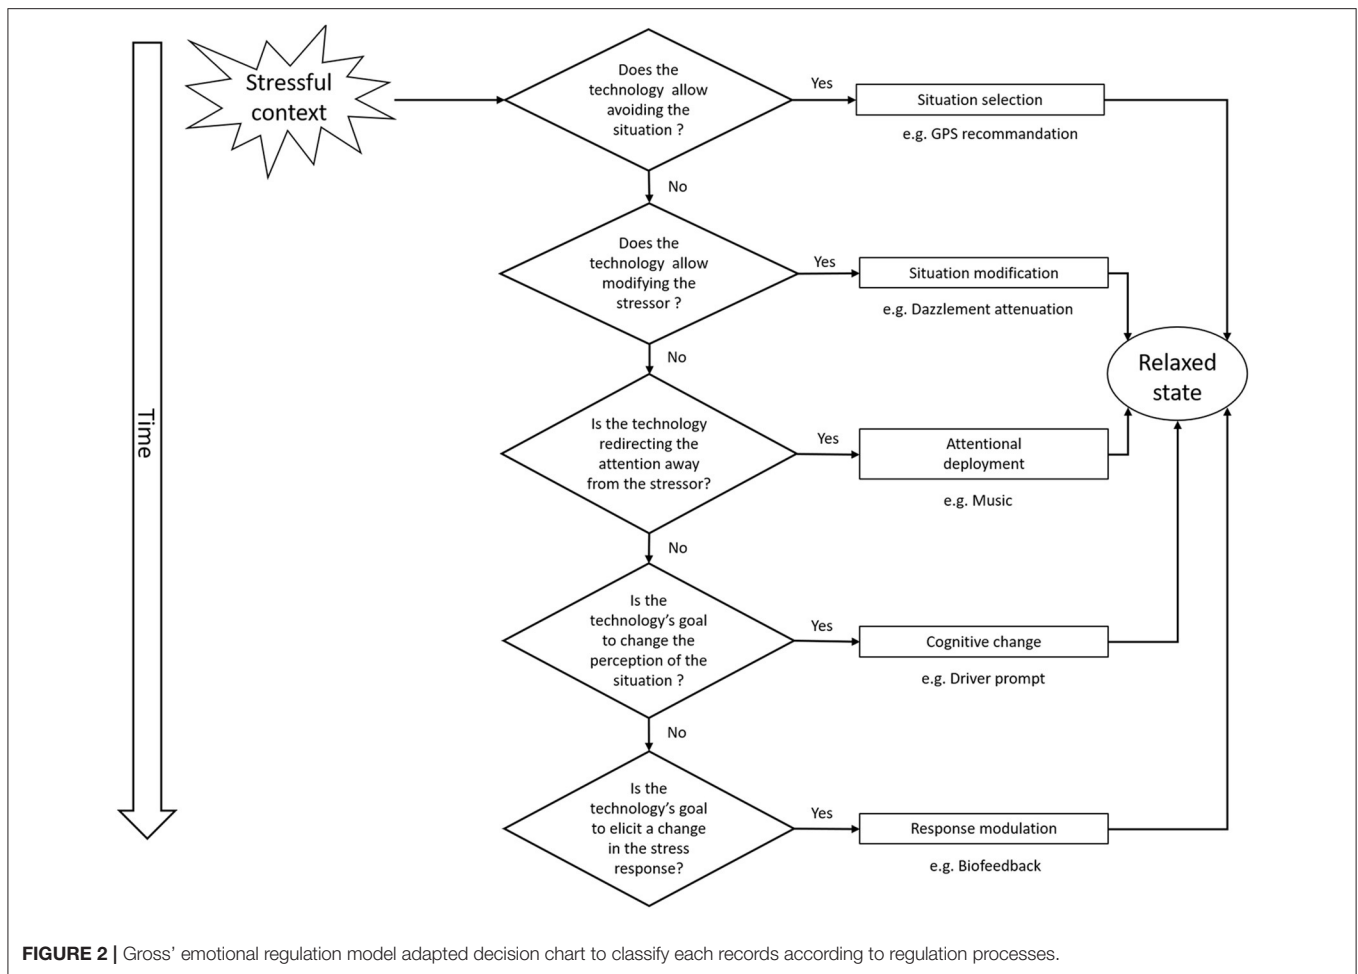 Stressful
context
Time
Does the
technology allow
avoiding the
situation ?
Yes
Situation selection
e.g. GPS recommandation
No
Does the
technology allow
modifying the
stressor ?
Yes
Situation modification
e.g. Dazzlement attenuation
Relaxed
state
No
Is the technology
redirecting the
attention away
from the stressor?
Yes
Attentional
deployment
e.g. Music
No
Is the
technology’s goal
to change the
perception of the
situation ?
Yes
Cognitive change
e.g. Driver prompt
No
Is the
technology’s goal
to elicit a change
in the stress
response?
Yes
Response modulation
e.g. Biofeedback
FIGURE 2 | Gross’ emotional regulation model adapted decision chart to classify each records according to regulation processes.